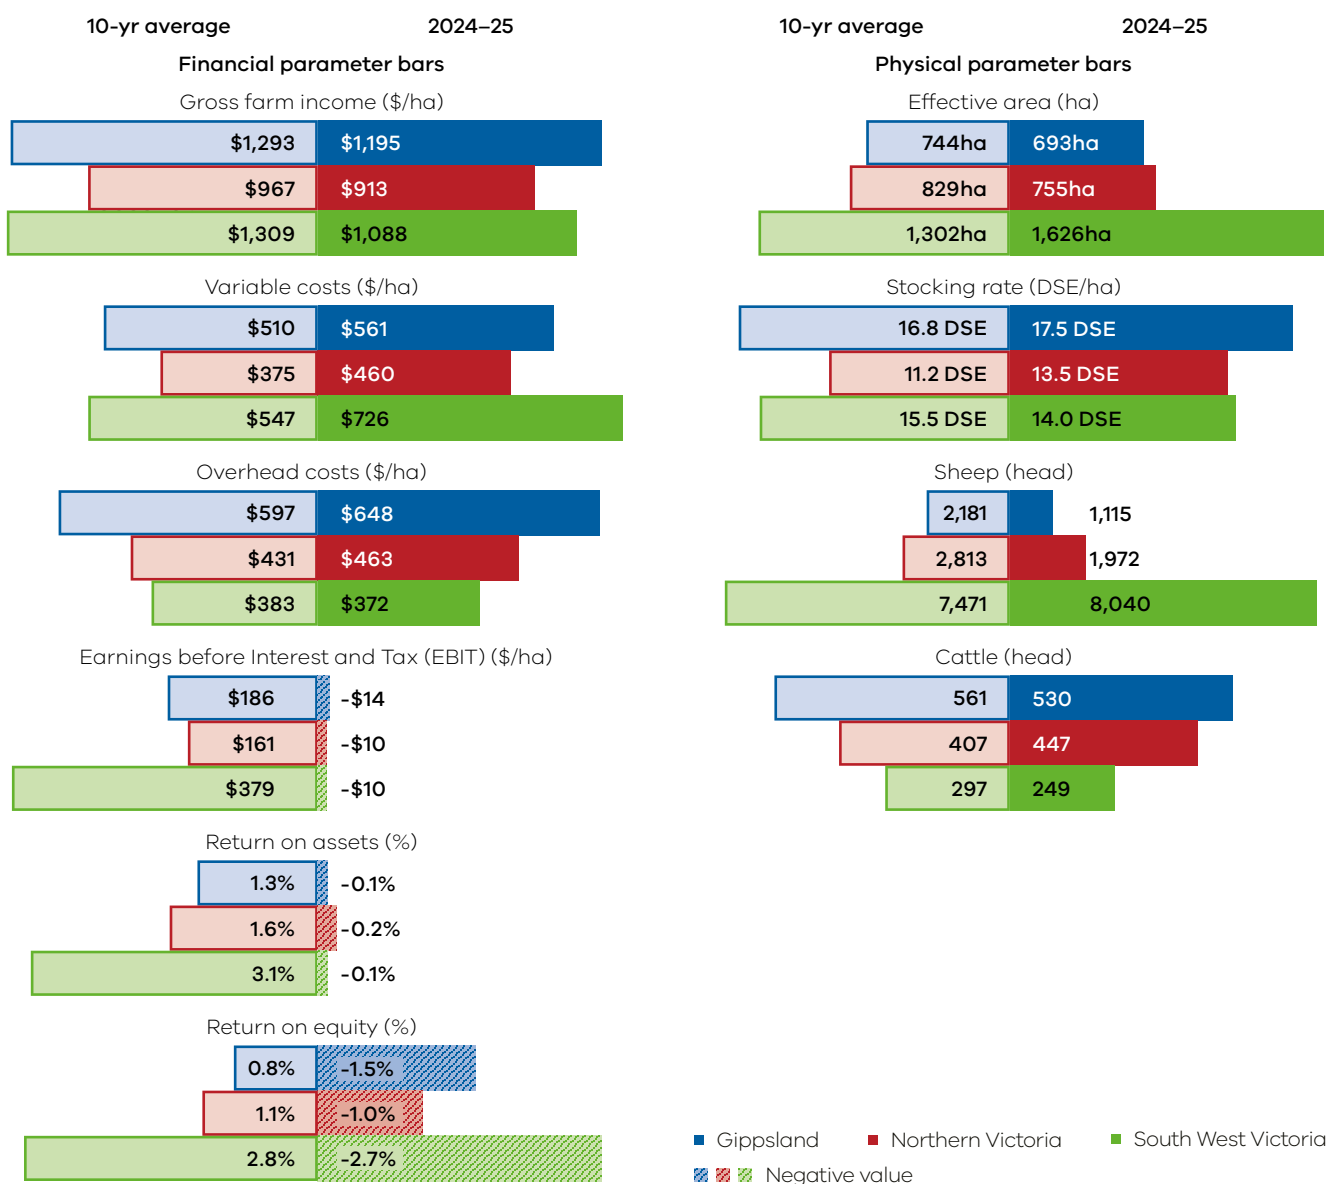 10-yr average 2024–25
Financial parameter bars
Gross farm income ($/ha)
$1,293 $1,195
$967 $913
$1,309 $1,088
Variable costs ($/ha)
$510 $561
$375 $460
$547 $726
Overhead costs ($/ha)
$597 $648
$431 $463
$383 $372
Earnings before Interest and Tax (EBIT) ($/ha)
$186 -$14
$161 -$10
$379 -$10
Return on assets (%)
1.3% -0.1%
1.6% -0.2%
3.1% -0.1%
Return on equity (%)
0.8% -1.5%
1.1% -1.0%
2.8% -2.7%
10-yr average 2024–25
Physical parameter bars
Effective area (ha)
744ha 693ha
829ha 755ha
1,302ha 1,626ha
Stocking rate (DSE/ha)
16.8 DSE 17.5 DSE
11.2 DSE 13.5 DSE
15.5 DSE 14.0 DSE
Sheep (head)
2,181 1,115
2,813 1,972
7,471 8,040
Cattle (head)
561 530
407 447
297 249
Gippsland Northern Victoria South West Victoria
Negative value